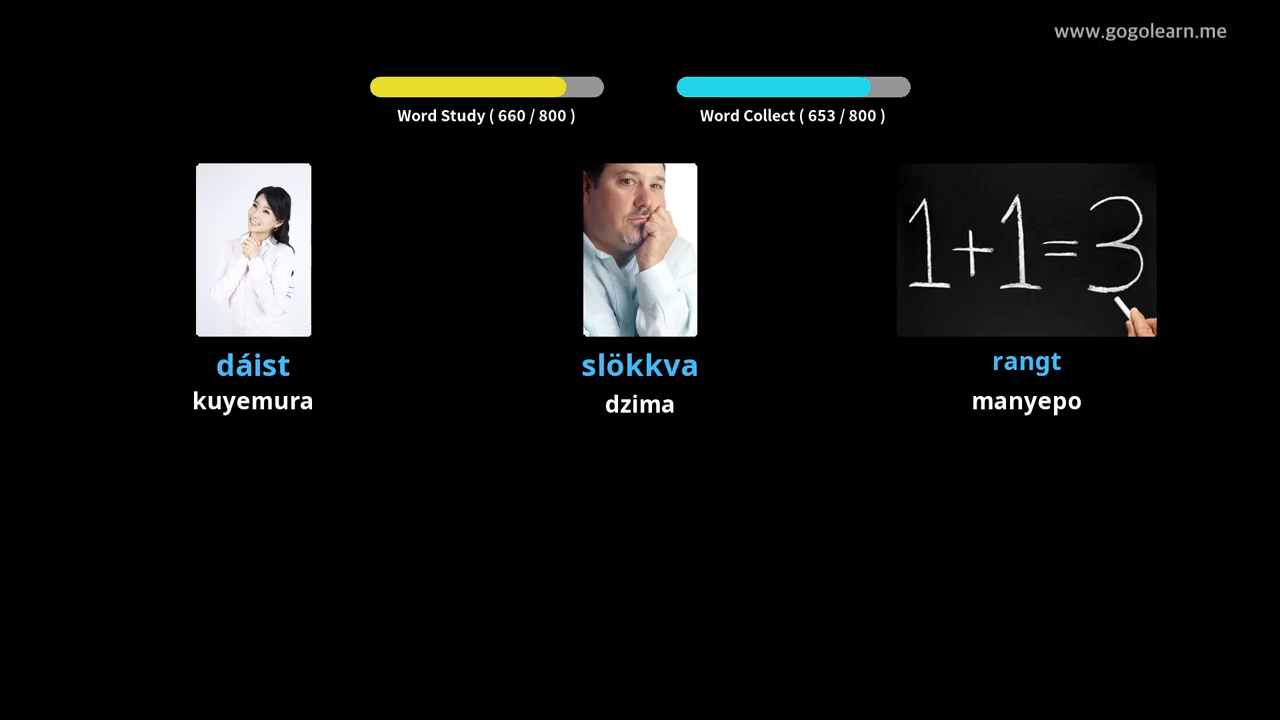 www.gogolearn.me
Word Study ( 660 / 800 )
Word Collect ( 653 / 800 )
1+1=3
dáist
slökkva
rangt
kuyemura
dzima
manyepo